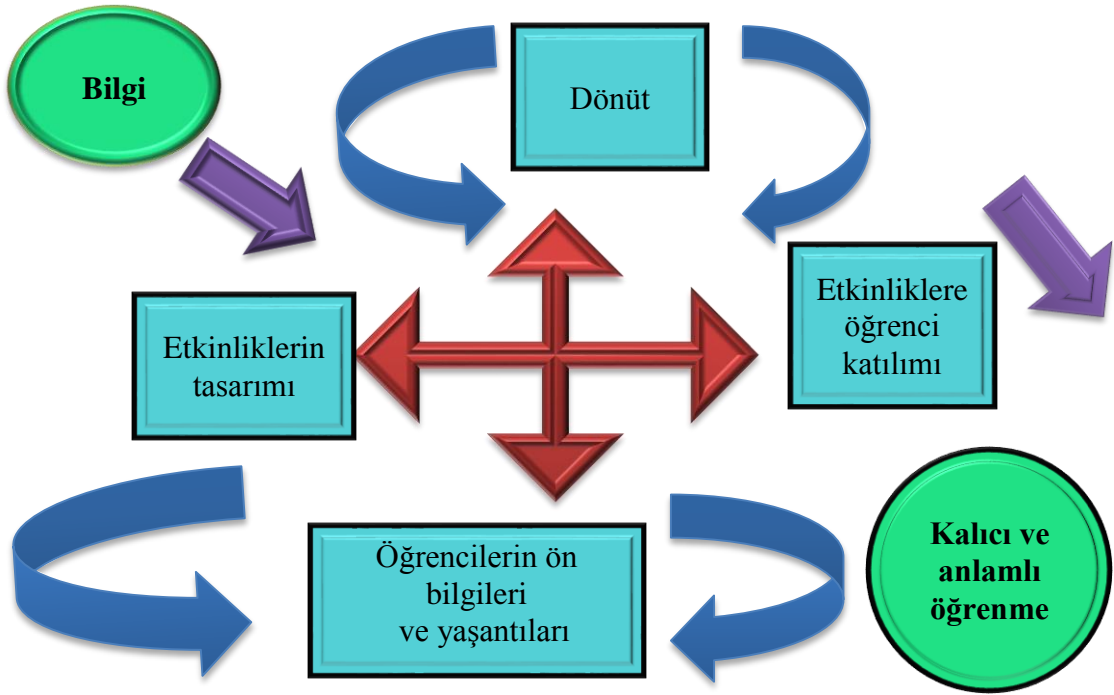 Bilgi
Dönüt
Etkinliklerin
tasarımı
Etkinliklere
öğrenci
katılımı
Öğrencilerin ön
bilgileri
ve yaşantıları
Kalıcı ve
anlamlı
öğrenme